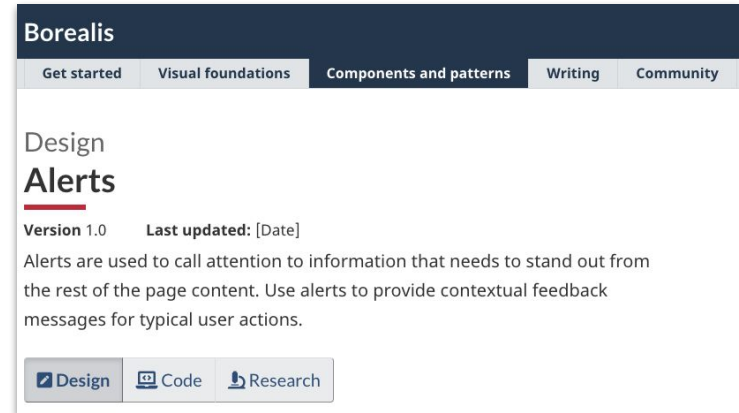 Borealis
Get started Visual foundations Components and patterns Writing Community
Design
Alerts
Version 1.0 Last updated: [Date]
Alerts are used to call attention to information that needs to stand out from
the rest of the page content. Use alerts to provide contextual feedback
messages for typical user actions.
Design Code Research